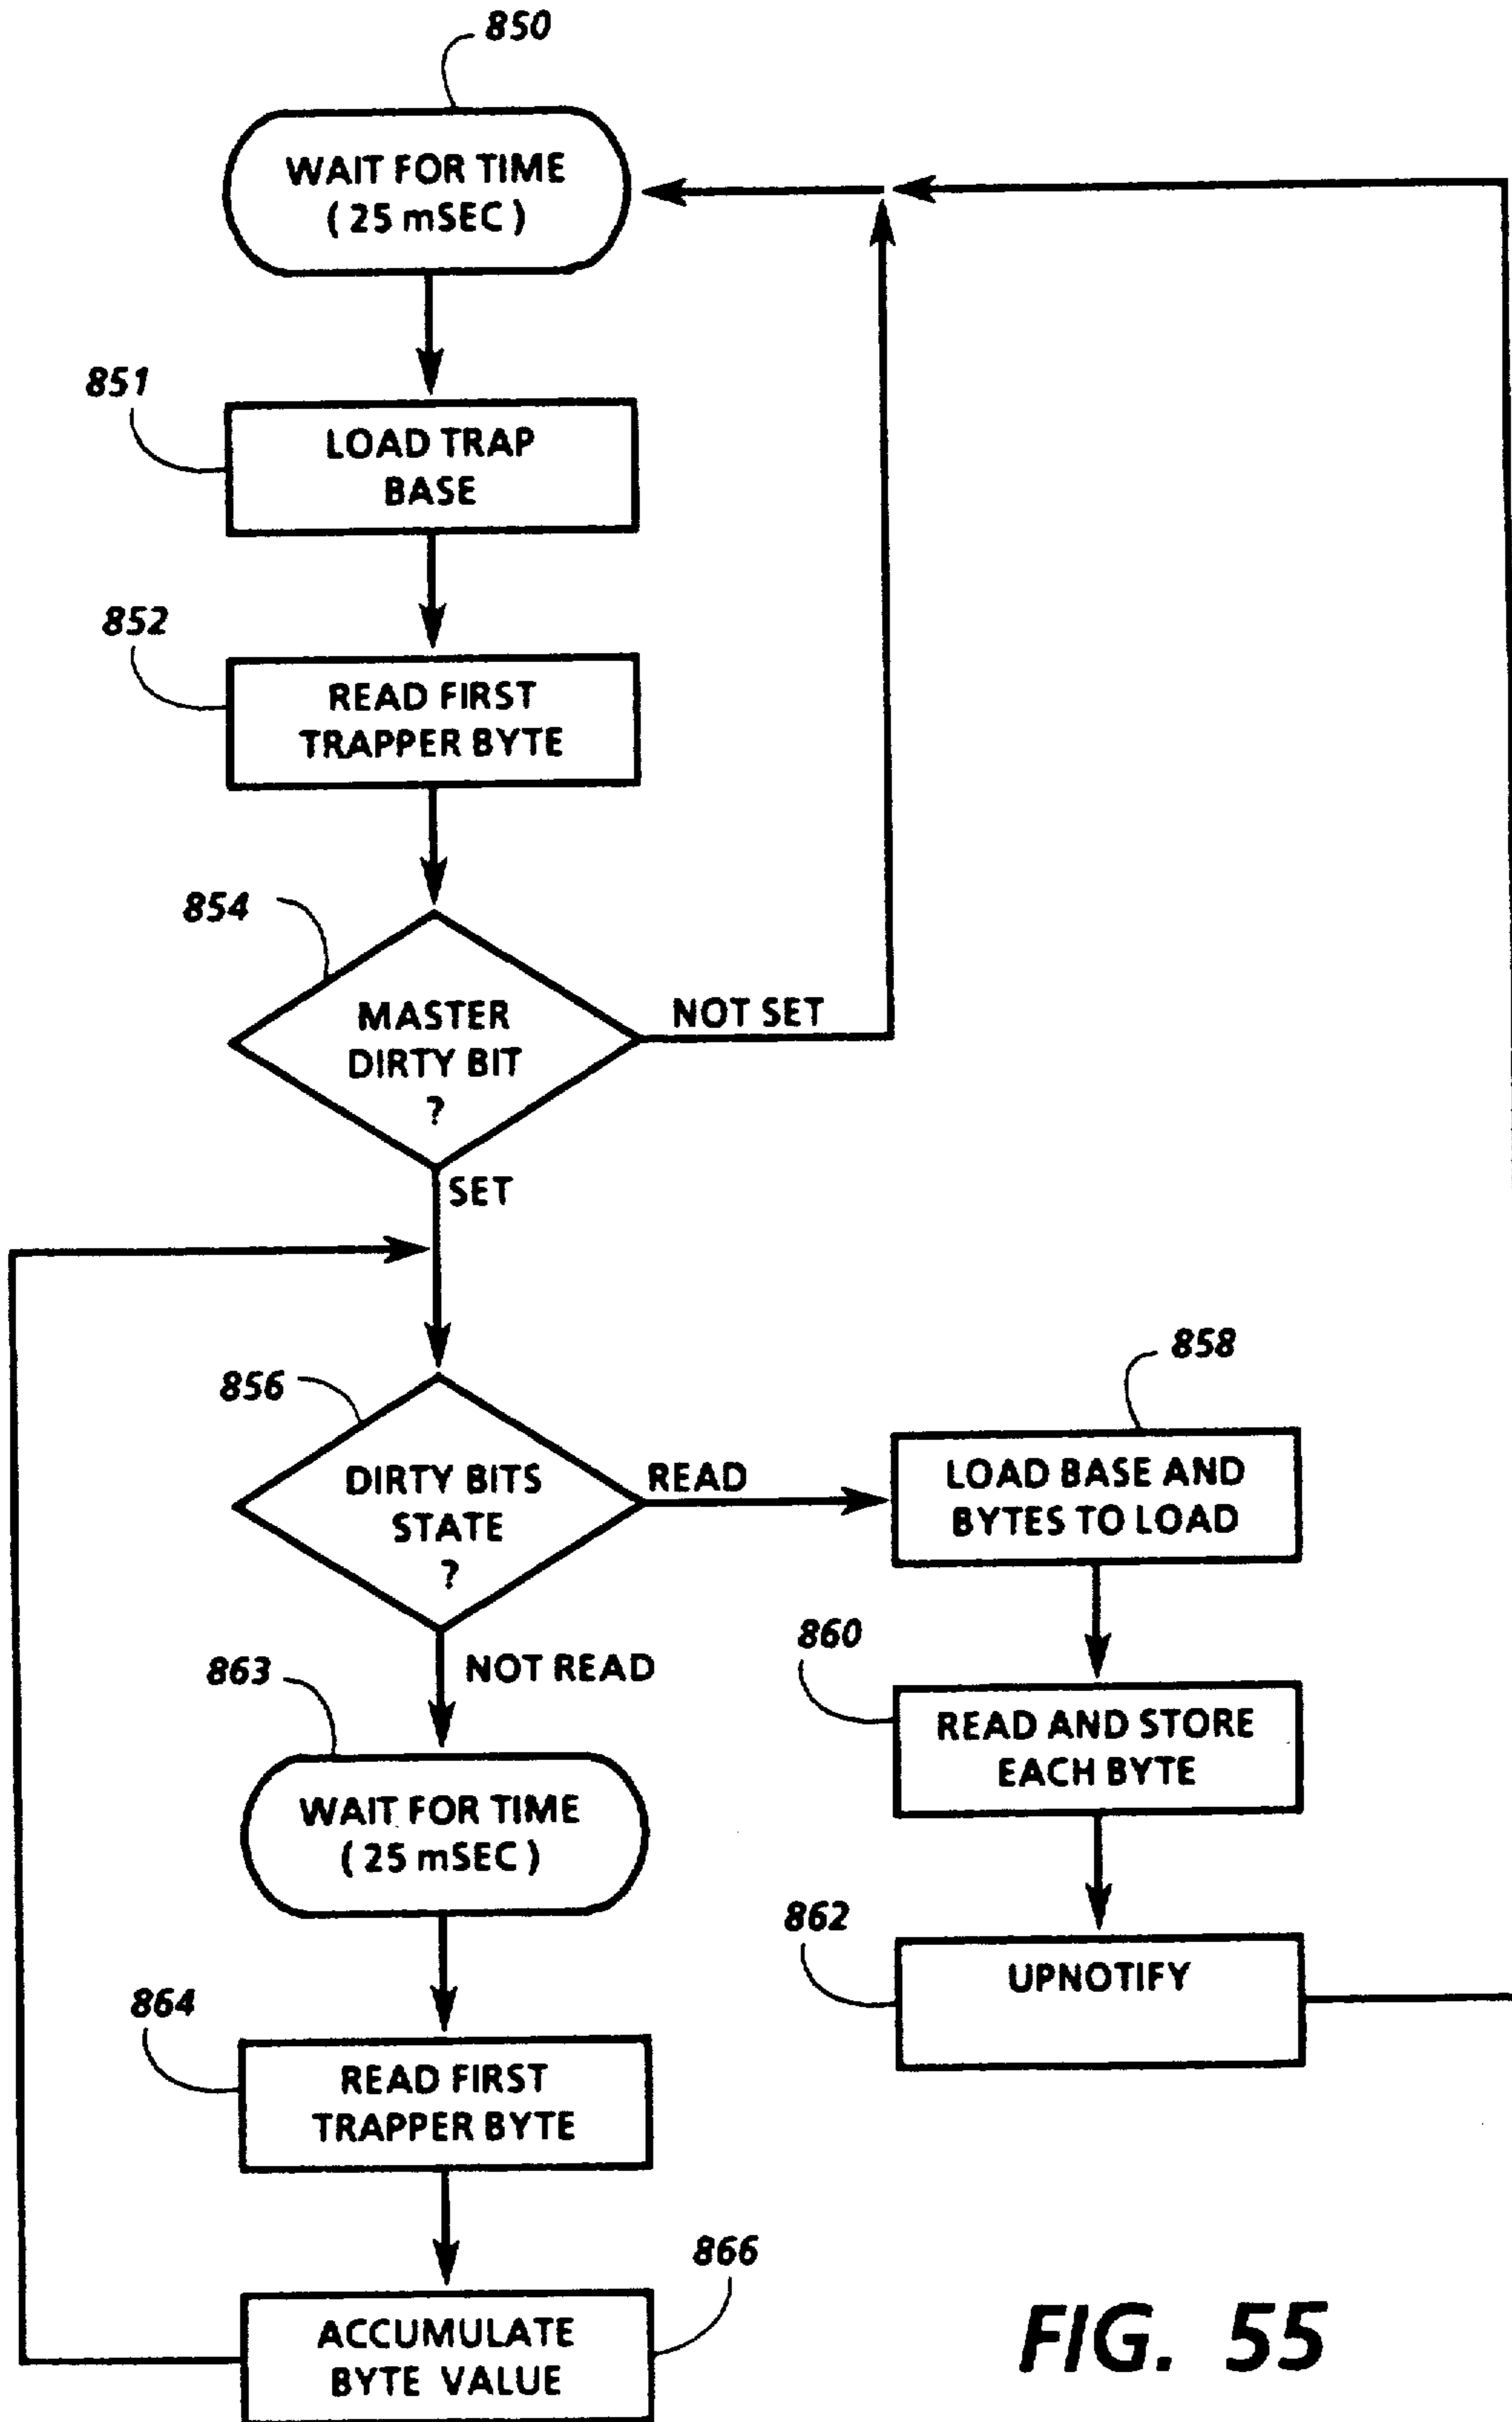 850
WAIT FOR TIME
( 25 mSEC )
851
LOAD TRAP
BASE
852
READ FIRST
TRAPPER BYTE
854
MASTER
DIRTY BIT
?
NOT SET
SET
856
DIRTY BITS
STATE
?
READ
858
LOAD BASE AND
BYTES TO LOAD
NOT READ
860
READ AND STORE
EACH BYTE
863
WAIT FOR TIME
( 25 mSEC )
862
UPNOTIFY
864
READ FIRST
TRAPPER BYTE
866
ACCUMULATE
BYTE VALUE
FIG. 55